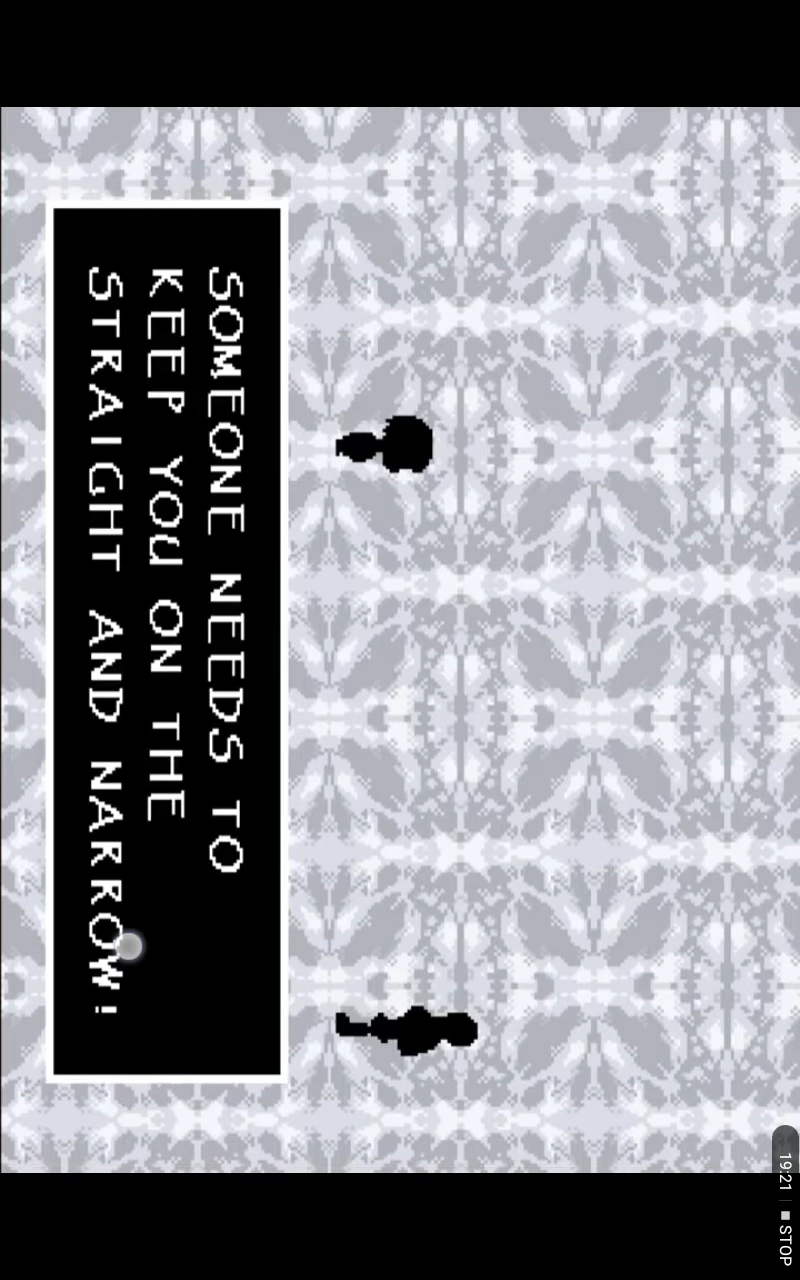 SOMEONE NEEDS TO
KEEP YOU ON THE
STRAIGHT AND NARROW!
19:21 STOP